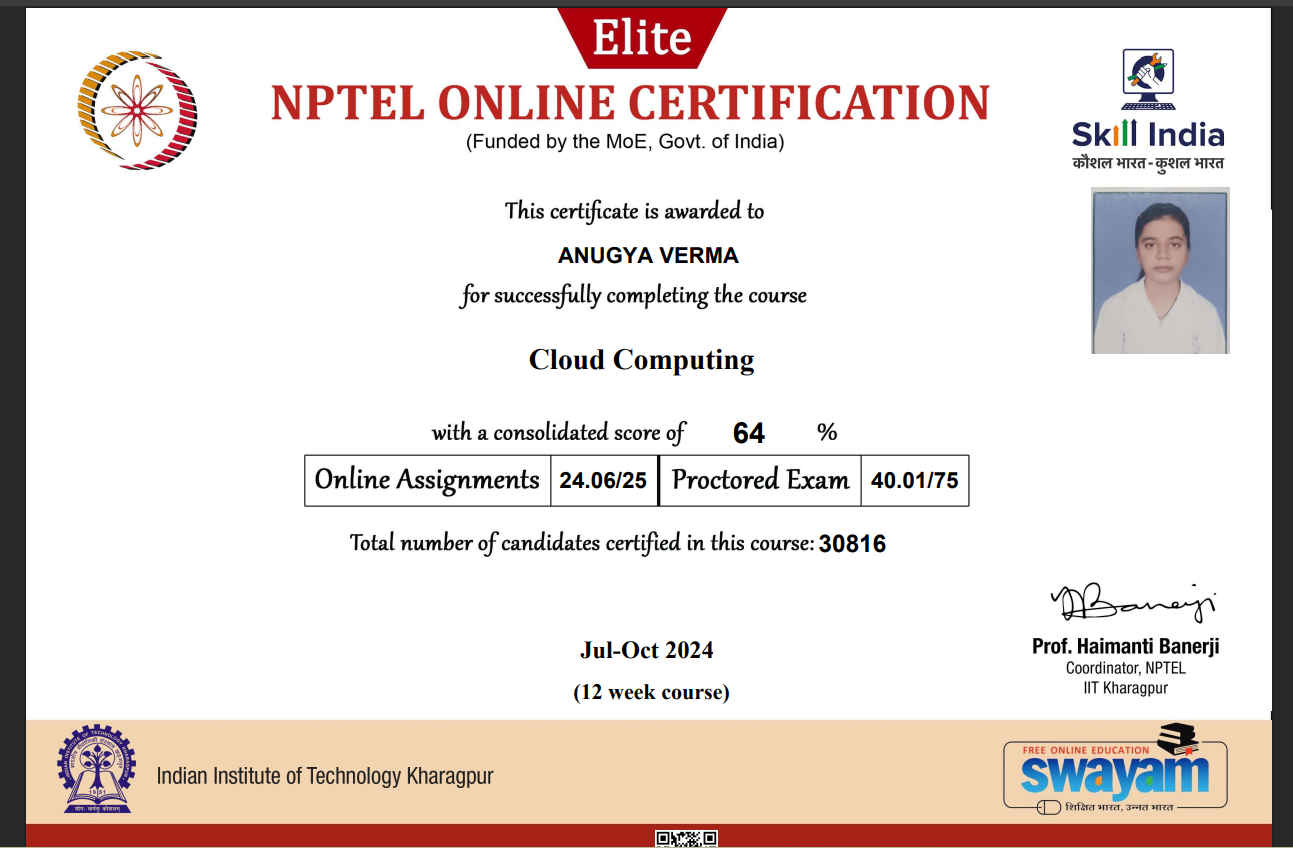 Elite
NPTEL ONLINE CERTIFICATION
(Funded by the MoE, Govt. of India)
Skill India
कौशल भारत - कुशल भारत
This certificate is awarded to
ANUGYA VERMA
for successfully completing the course
Cloud Computing
with a consolidated score of 64 %
Online Assignments 24.06/25 Proctored Exam 40.01/75
Total number of candidates certified in this course: 30816
Jul-Oct 2024
(12 week course)
Prof. Haimanti Banerji
Coordinator, NPTEL
IIT Kharagpur
1951
Indian Institute of Technology Kharagpur
FREE ONLINE EDUCATION
swayam
शिक्षित भारत, उन्नत भारत